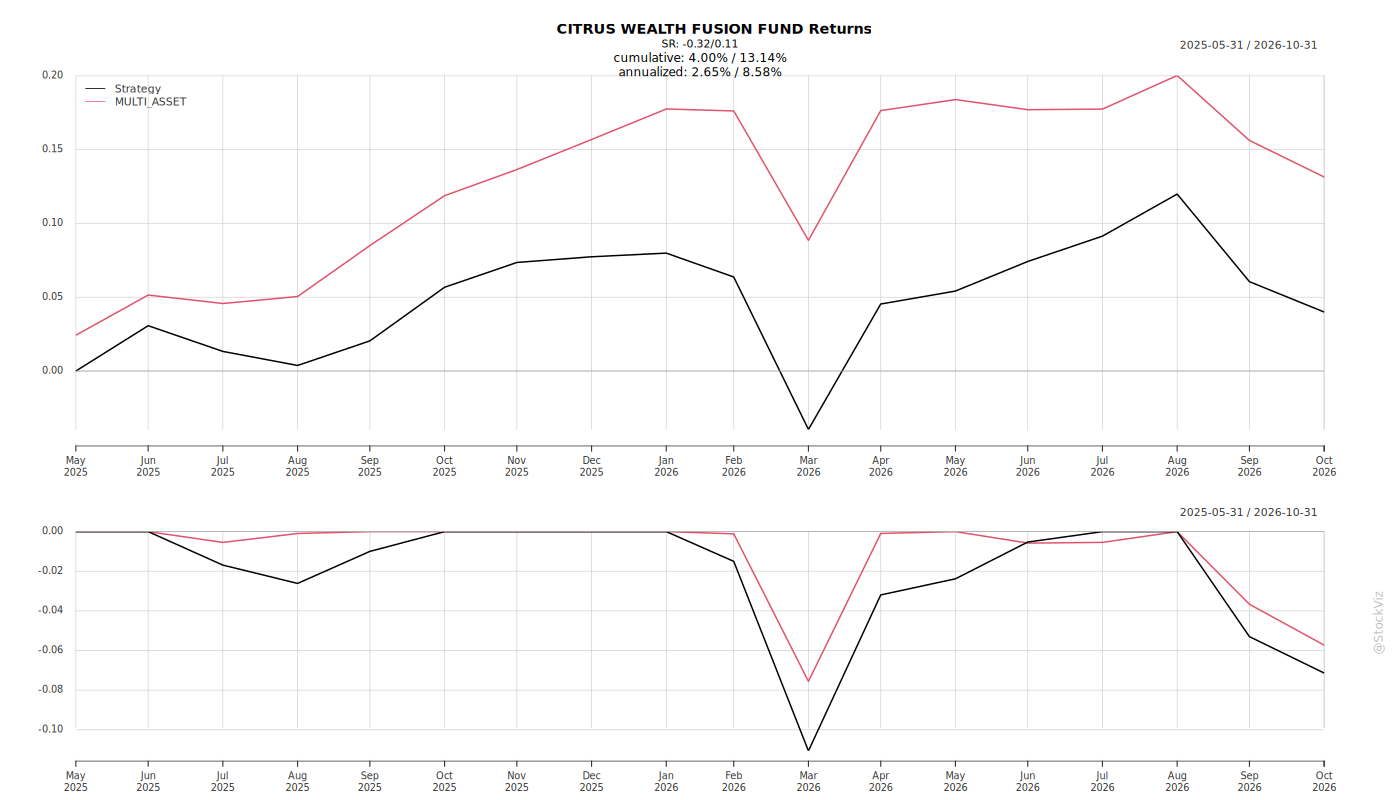 CITRUS WEALTH FUSION FUND Returns
SR: -0.32/0.11
cumulative: 4.00% / 13.14%
annualized: 2.65% / 8.58%
2025-05-31 / 2026-10-31
Strategy
MULTI_ASSET
0.20
0.15
0.10
0.05
0.00
May Jun Jul Aug Sep Oct Nov Dec Jan Feb Mar Apr May Jun Jul Aug Sep Oct
2025 2025 2025 2025 2025 2025 2025 2025 2026 2026 2026 2026 2026 2026 2026 2026 2026 2026
2025-05-31 / 2026-10-31
0.00
-0.02
-0.04
-0.06
-0.08
-0.10
May Jun Jul Aug Sep Oct Nov Dec Jan Feb Mar Apr May Jun Jul Aug Sep Oct
2025 2025 2025 2025 2025 2025 2025 2025 2026 2026 2026 2026 2026 2026 2026 2026 2026 2026
@StockViz